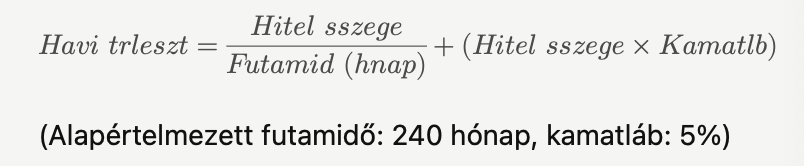 Havi trleszt = Hitel sszege / Futamid (hnap) + (Hitel sszege × Kamatlb)
(Alapértelmezett futamidő: 240 hónap, kamatláb: 5%)